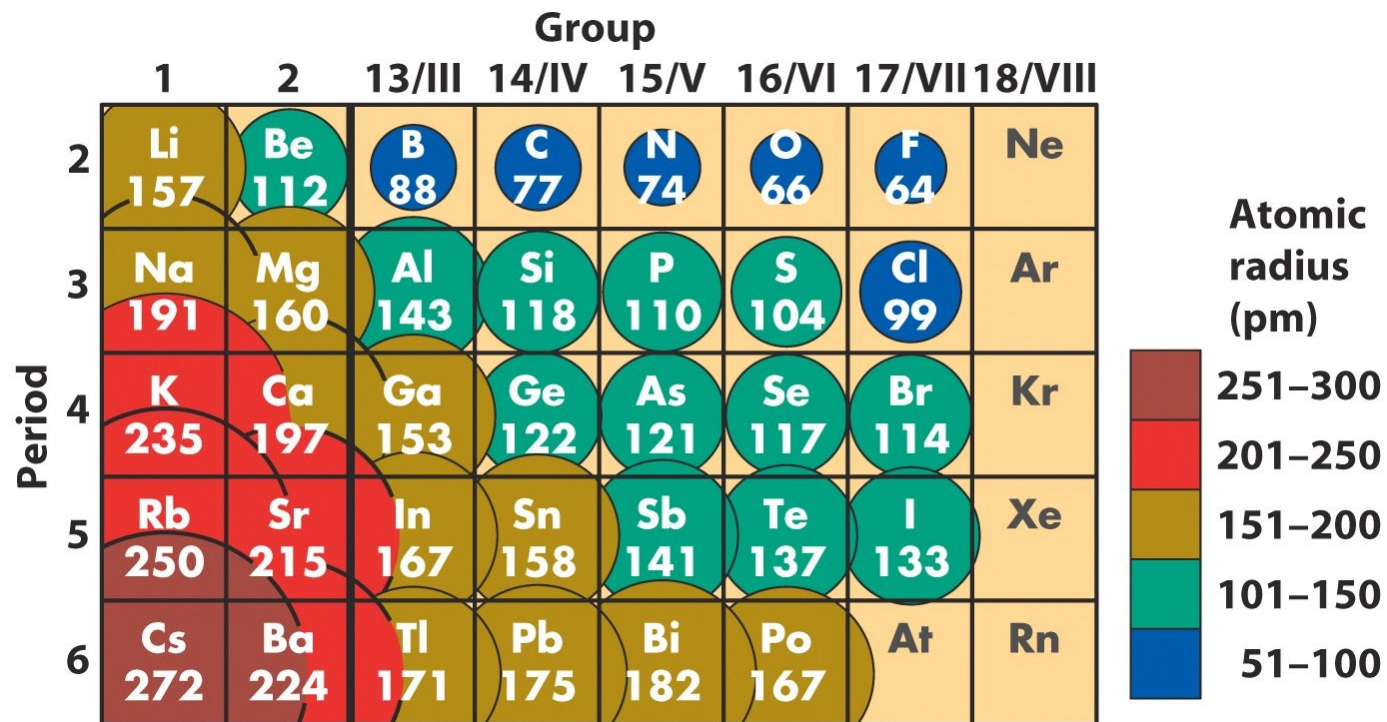 Group
1 2 13/III 14/IV 15/V 16/VI 17/VII 18/VIII
Period
2
Li Be B C N O F Ne
157 112 88 77 74 66 64
3
Na Mg Al Si P S Cl Ar
191 160 143 118 110 104 99
4
K Ca Ga Ge As Se Br Kr
235 197 153 122 121 117 114
5
Rb Sr In Sn Sb Te I Xe
250 215 167 158 141 137 133
6
Cs Ba Tl Pb Bi Po At Rn
272 224 171 175 182 167
Atomic
radius
(pm)
251–300
201–250
151–200
101–150
51–100